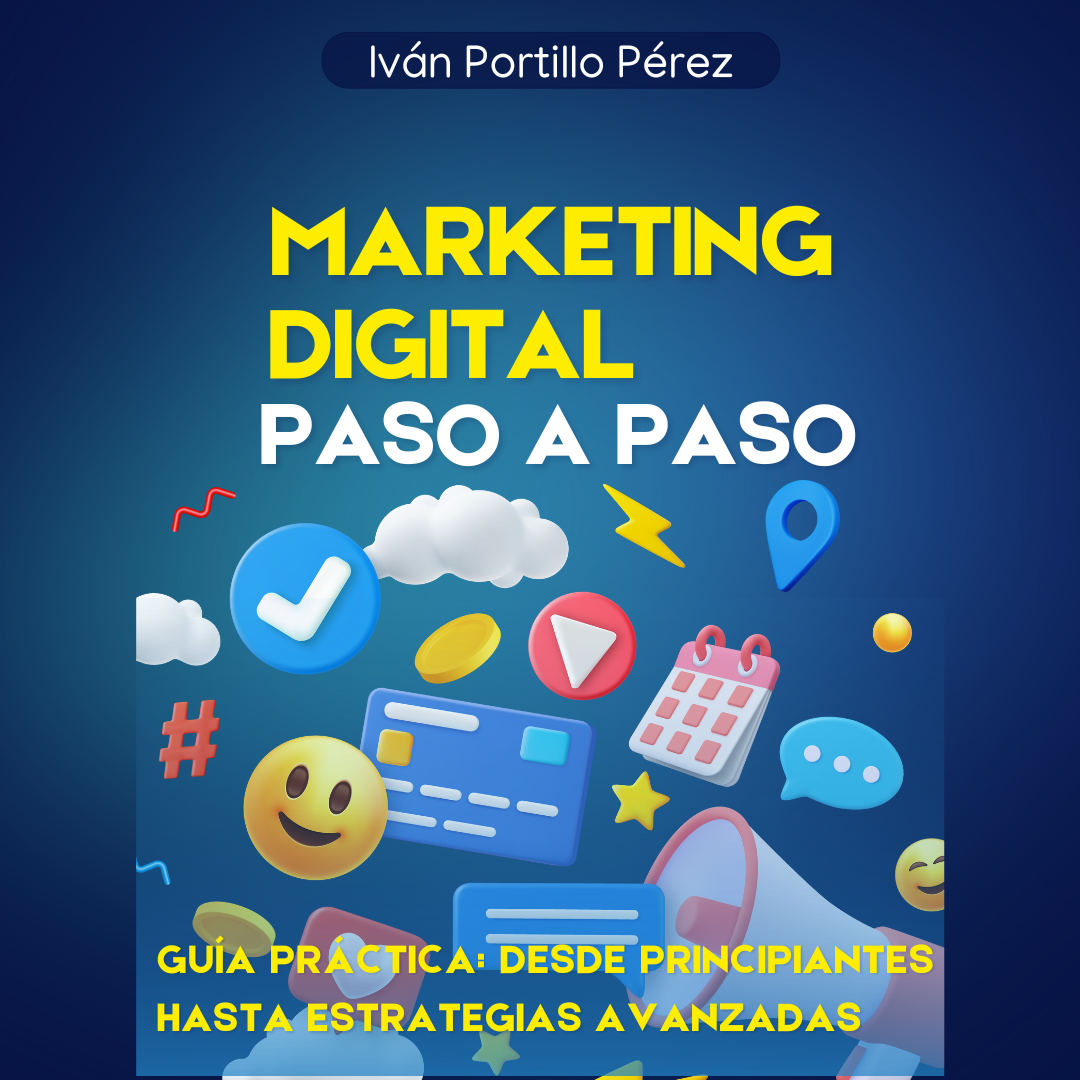 Iván Portillo Pérez
MARKETING
DIGITAL
PASO A PASO
#
GUÍA PRÁCTICA: DESDE PRINCIPIANTES
HASTA ESTRATEGIAS AVANZADAS